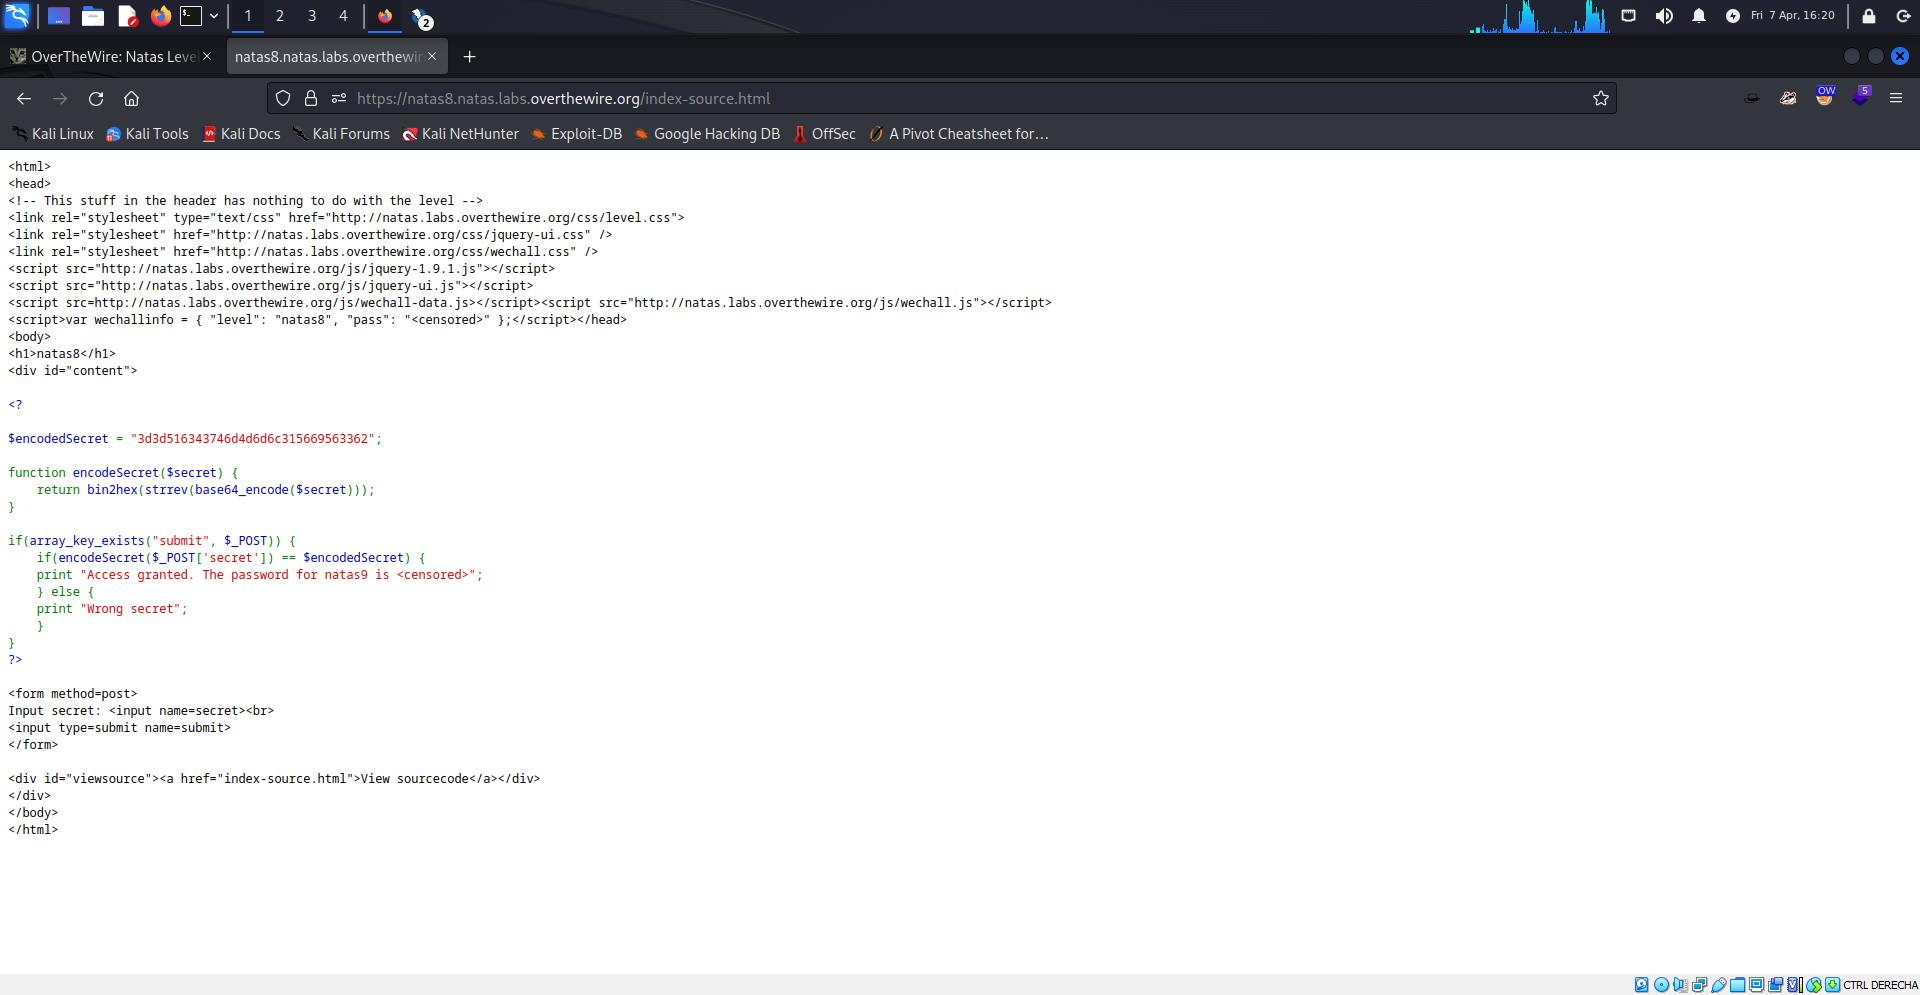 1 2 3 4 2 Fri 7 Apr, 16:20
OverTheWire: Natas Leve natas8.natas.labs.overthewir
https://natas8.natas.labs.overthewire.org/index-source.html OW 5
Kali Linux Kali Tools Kali Docs Kali Forums Kali NetHunter Exploit-DB Google Hacking DB OffSec A Pivot Cheatsheet for…
<html>
<head>
<!-- This stuff in the header has nothing to do with the level -->
<link rel="stylesheet" type="text/css" href="http://natas.labs.overthewire.org/css/level.css">
<link rel="stylesheet" href="http://natas.labs.overthewire.org/css/jquery-ui.css" />
<link rel="stylesheet" href="http://natas.labs.overthewire.org/css/wechall.css" />
<script src="http://natas.labs.overthewire.org/js/jquery-1.9.1.js"></script>
<script src="http://natas.labs.overthewire.org/js/jquery-ui.js"></script>
<script src=http://natas.labs.overthewire.org/js/wechall-data.js></script><script src="http://natas.labs.overthewire.org/js/wechall.js"></script>
<script>var wechallinfo = { "level": "natas8", "pass": "<censored>" };</script></head>
<body>
<h1>natas8</h1>
<div id="content">
<?
$encodedSecret = "3d3d516343746d4d6d6c315669563362";
function encodeSecret($secret) {
return bin2hex(strrev(base64_encode($secret)));
}
if(array_key_exists("submit", $_POST)) {
if(encodeSecret($_POST['secret']) == $encodedSecret) {
print "Access granted. The password for natas9 is <censored>";
} else {
print "Wrong secret";
}
}
?>
<form method=post>
Input secret: <input name=secret><br>
<input type=submit name=submit>
</form>
<div id="viewsource"><a href="index-source.html">View sourcecode</a></div>
</div>
</body>
</html>
CTRL DERECHA